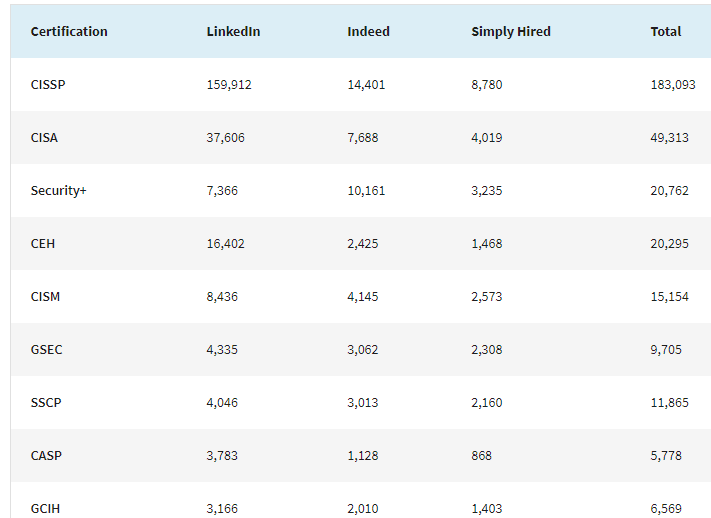 Certification LinkedIn Indeed Simply Hired Total
CISSP 159,912 14,401 8,780 183,093
CISA 37,606 7,688 4,019 49,313
Security+ 7,366 10,161 3,235 20,762
CEH 16,402 2,425 1,468 20,295
CISM 8,436 4,145 2,573 15,154
GSEC 4,335 3,062 2,308 9,705
SSCP 4,046 3,013 2,160 11,865
CASP 3,783 1,128 868 5,778
GCIH 3,166 2,010 1,403 6,569